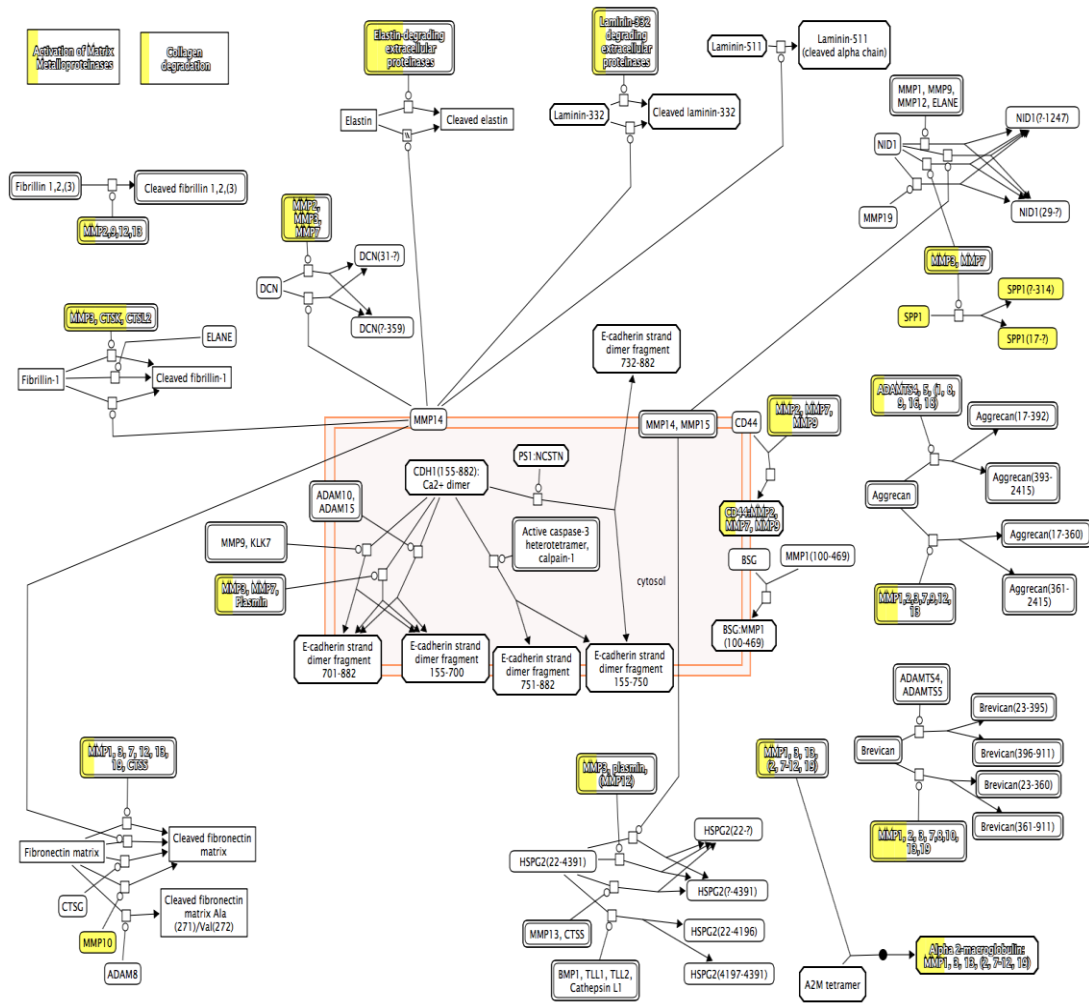 Activation of Matrix
Metalloproteinases
Collagen
degradation
Elastin-degrading
extracellular
proteinases
Laminin-332
degrading
extracellular
proteinases
Laminin-511
Laminin-511
(cleaved alpha chain)
Elastin
Cleaved elastin
Laminin-332
Cleaved laminin-332
MMP1, MMP9,
MMP12, ELANE
NID1(?-1247)
NID1
MMP19
NID1(29-?)
Fibrillin 1,2,(3)
Cleaved fibrillin 1,2,(3)
MMP2,9,12,13
MMP2,
MMP3,
MMP7
DCN
DCN(31-?)
DCN(?-359)
MMP3, MMP7
SPP1(?-314)
SPP1
SPP1(17-?)
MMP3, CTSK, CTSL2
ELANE
Fibrillin-1
Cleaved fibrillin-1
E-cadherin strand
dimer fragment
732-882
MMP14
MMP14, MMP15
CD44
MMP2, MMP7,
MMP9
ADAMTS4, 5, (1, 8,
9, 16, 18)
Aggrecan(17-392)
Aggrecan
Aggrecan(393-
2415)
Aggrecan(17-360)
Aggrecan(361-
2415)
MMP1,2,3,7,9,12,
13
CDH1(155-882):
Ca2+ dimer
PS1:NCSTN
ADAM10,
ADAM15
MMP9, KLK7
MMP3, MMP7,
Plasmin
Active caspase-3
heterotetramer,
calpain-1
cytosol
CD44:MMP2,
MMP7, MMP9
BSG
MMP1(100-469)
BSG:MMP1
(100-469)
E-cadherin strand
dimer fragment
701-882
E-cadherin strand
dimer fragment
155-700
E-cadherin strand
dimer fragment
751-882
E-cadherin strand
dimer fragment
155-750
ADAMTS4,
ADAMTS5
Brevican
Brevican(23-395)
Brevican(396-911)
Brevican(23-360)
Brevican(361-911)
MMP1, 2, 3, 7,8,10,
13,19
MMP1, 3, 7, 12, 13,
19, CTSS
Fibronectin matrix
Cleaved fibronectin
matrix
CTSG
Cleaved fibronectin
matrix Ala
(271)/Val(272)
MMP10
ADAM8
MMP3, plasmin,
(MMP12)
HSPG2(22-?)
HSPG2(22-4391)
HSPG2(?-4391)
MMP13, CTSS
HSPG2(22-4196)
BMP1, TLL1, TLL2,
Cathepsin L1
HSPG2(4197-4391)
MMP1, 3, 13,
(2, 7-12, 19)
A2M tetramer
Alpha 2-macroglobulin:
MMP1, 3, 13, (2, 7-12, 19)